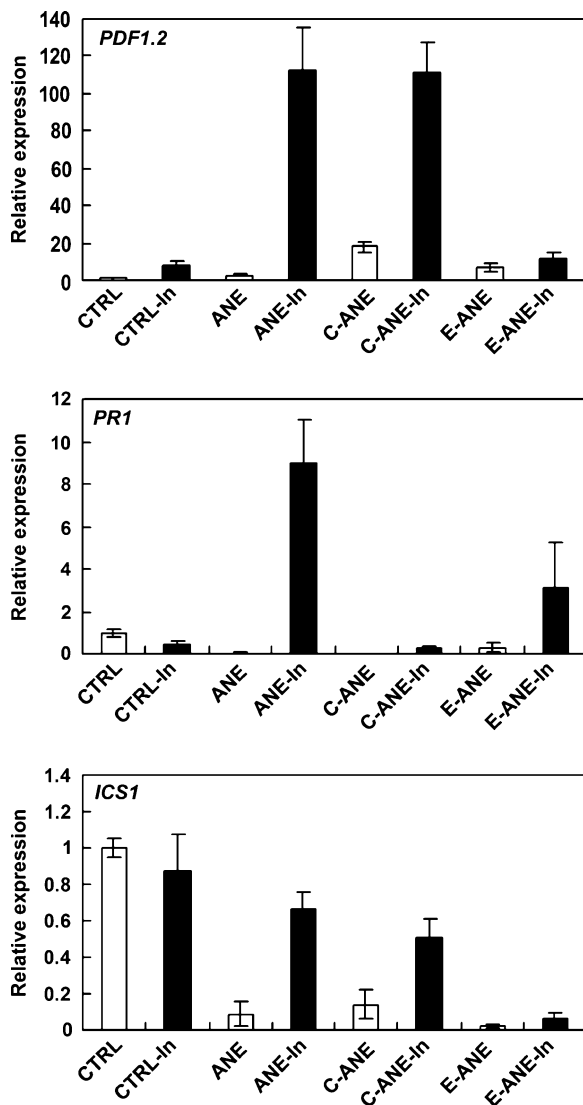 PDF1.2
Relative expression
140
120
100
80
60
40
20
0
CTRL
CTRL-In
ANE
ANE-In
C-ANE
C-ANE-In
E-ANE
E-ANE-In
PR1
Relative expression
12
10
8
6
4
2
0
CTRL
CTRL-In
ANE
ANE-In
C-ANE
C-ANE-In
E-ANE
E-ANE-In
ICS1
Relative expression
1.4
1.2
1
0.8
0.6
0.4
0.2
0
CTRL
CTRL-In
ANE
ANE-In
C-ANE
C-ANE-In
E-ANE
E-ANE-In